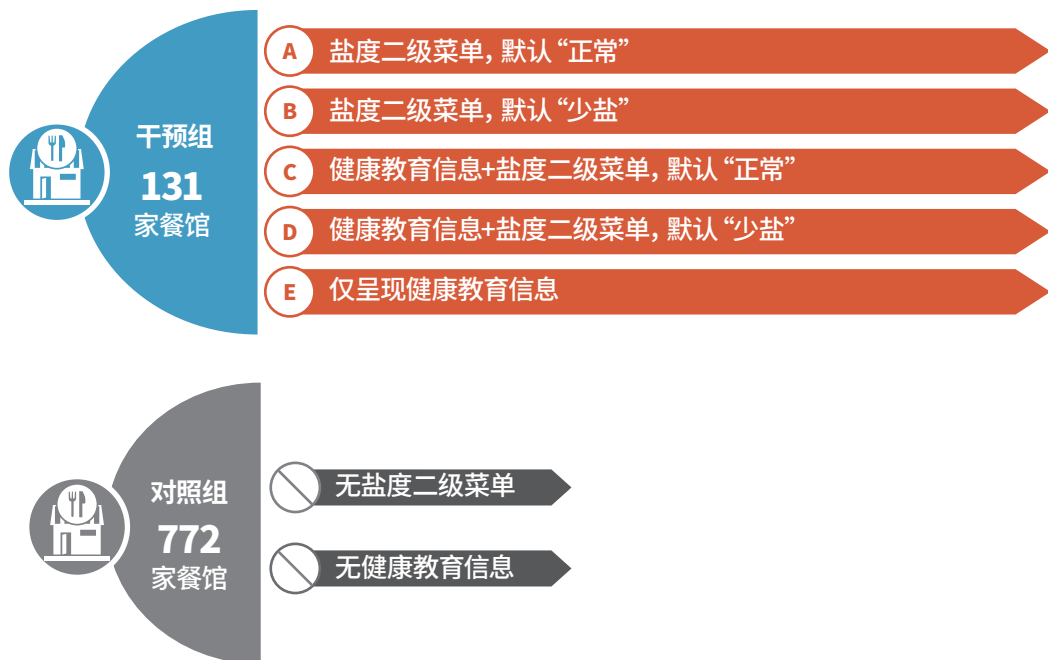 干预组
131
家餐馆
A
盐度二级菜单，默认“正常”
B
盐度二级菜单，默认“少盐”
C
健康教育信息+盐度二级菜单，默认“正常”
D
健康教育信息+盐度二级菜单，默认“少盐”
E
仅呈现健康教育信息
对照组
772
家餐馆
无盐度二级菜单
无健康教育信息